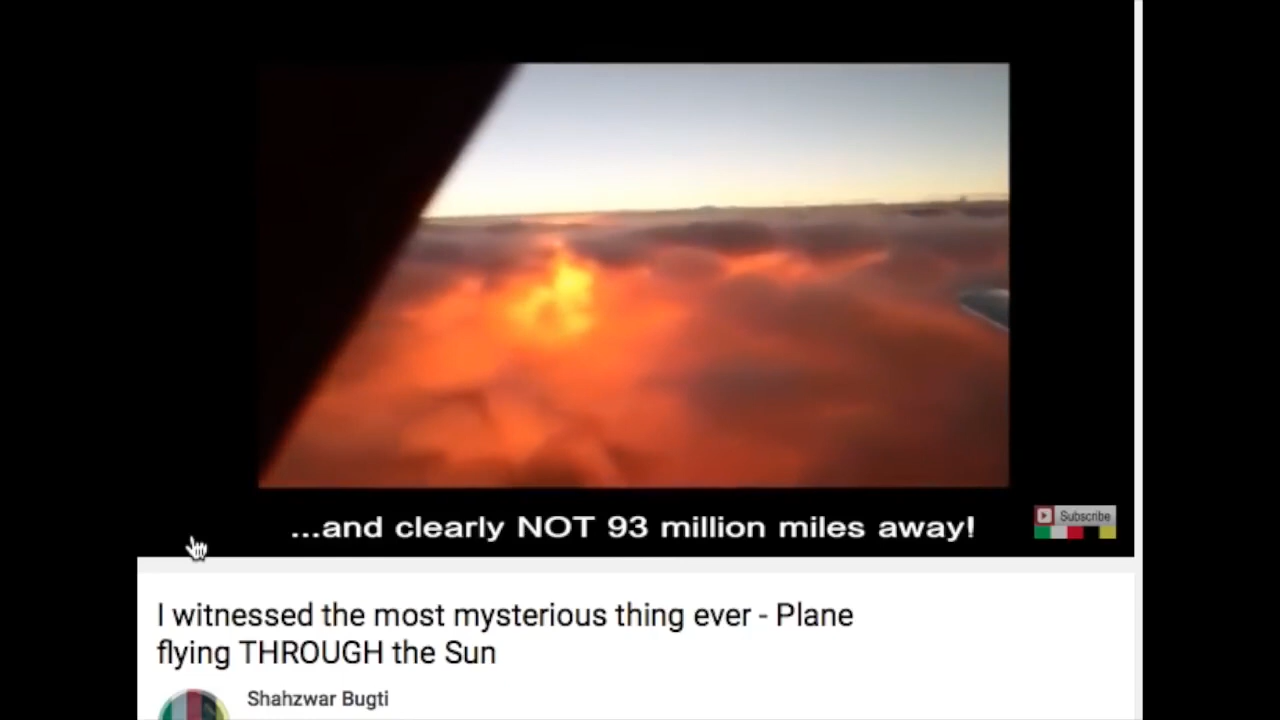 ...and clearly NOT 93 million miles away!
Subscribe
I witnessed the most mysterious thing ever - Plane
flying THROUGH the Sun
Shahzwar Bugti